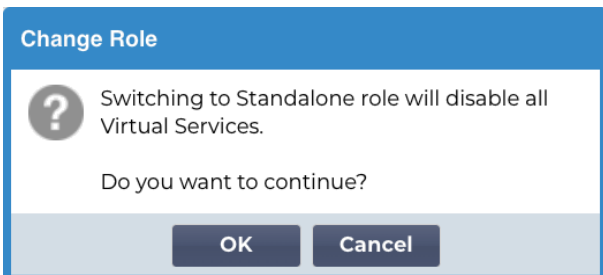 Change Role
Switching to Standalone role will disable all
Virtual Services.
Do you want to continue?
OK
Cancel